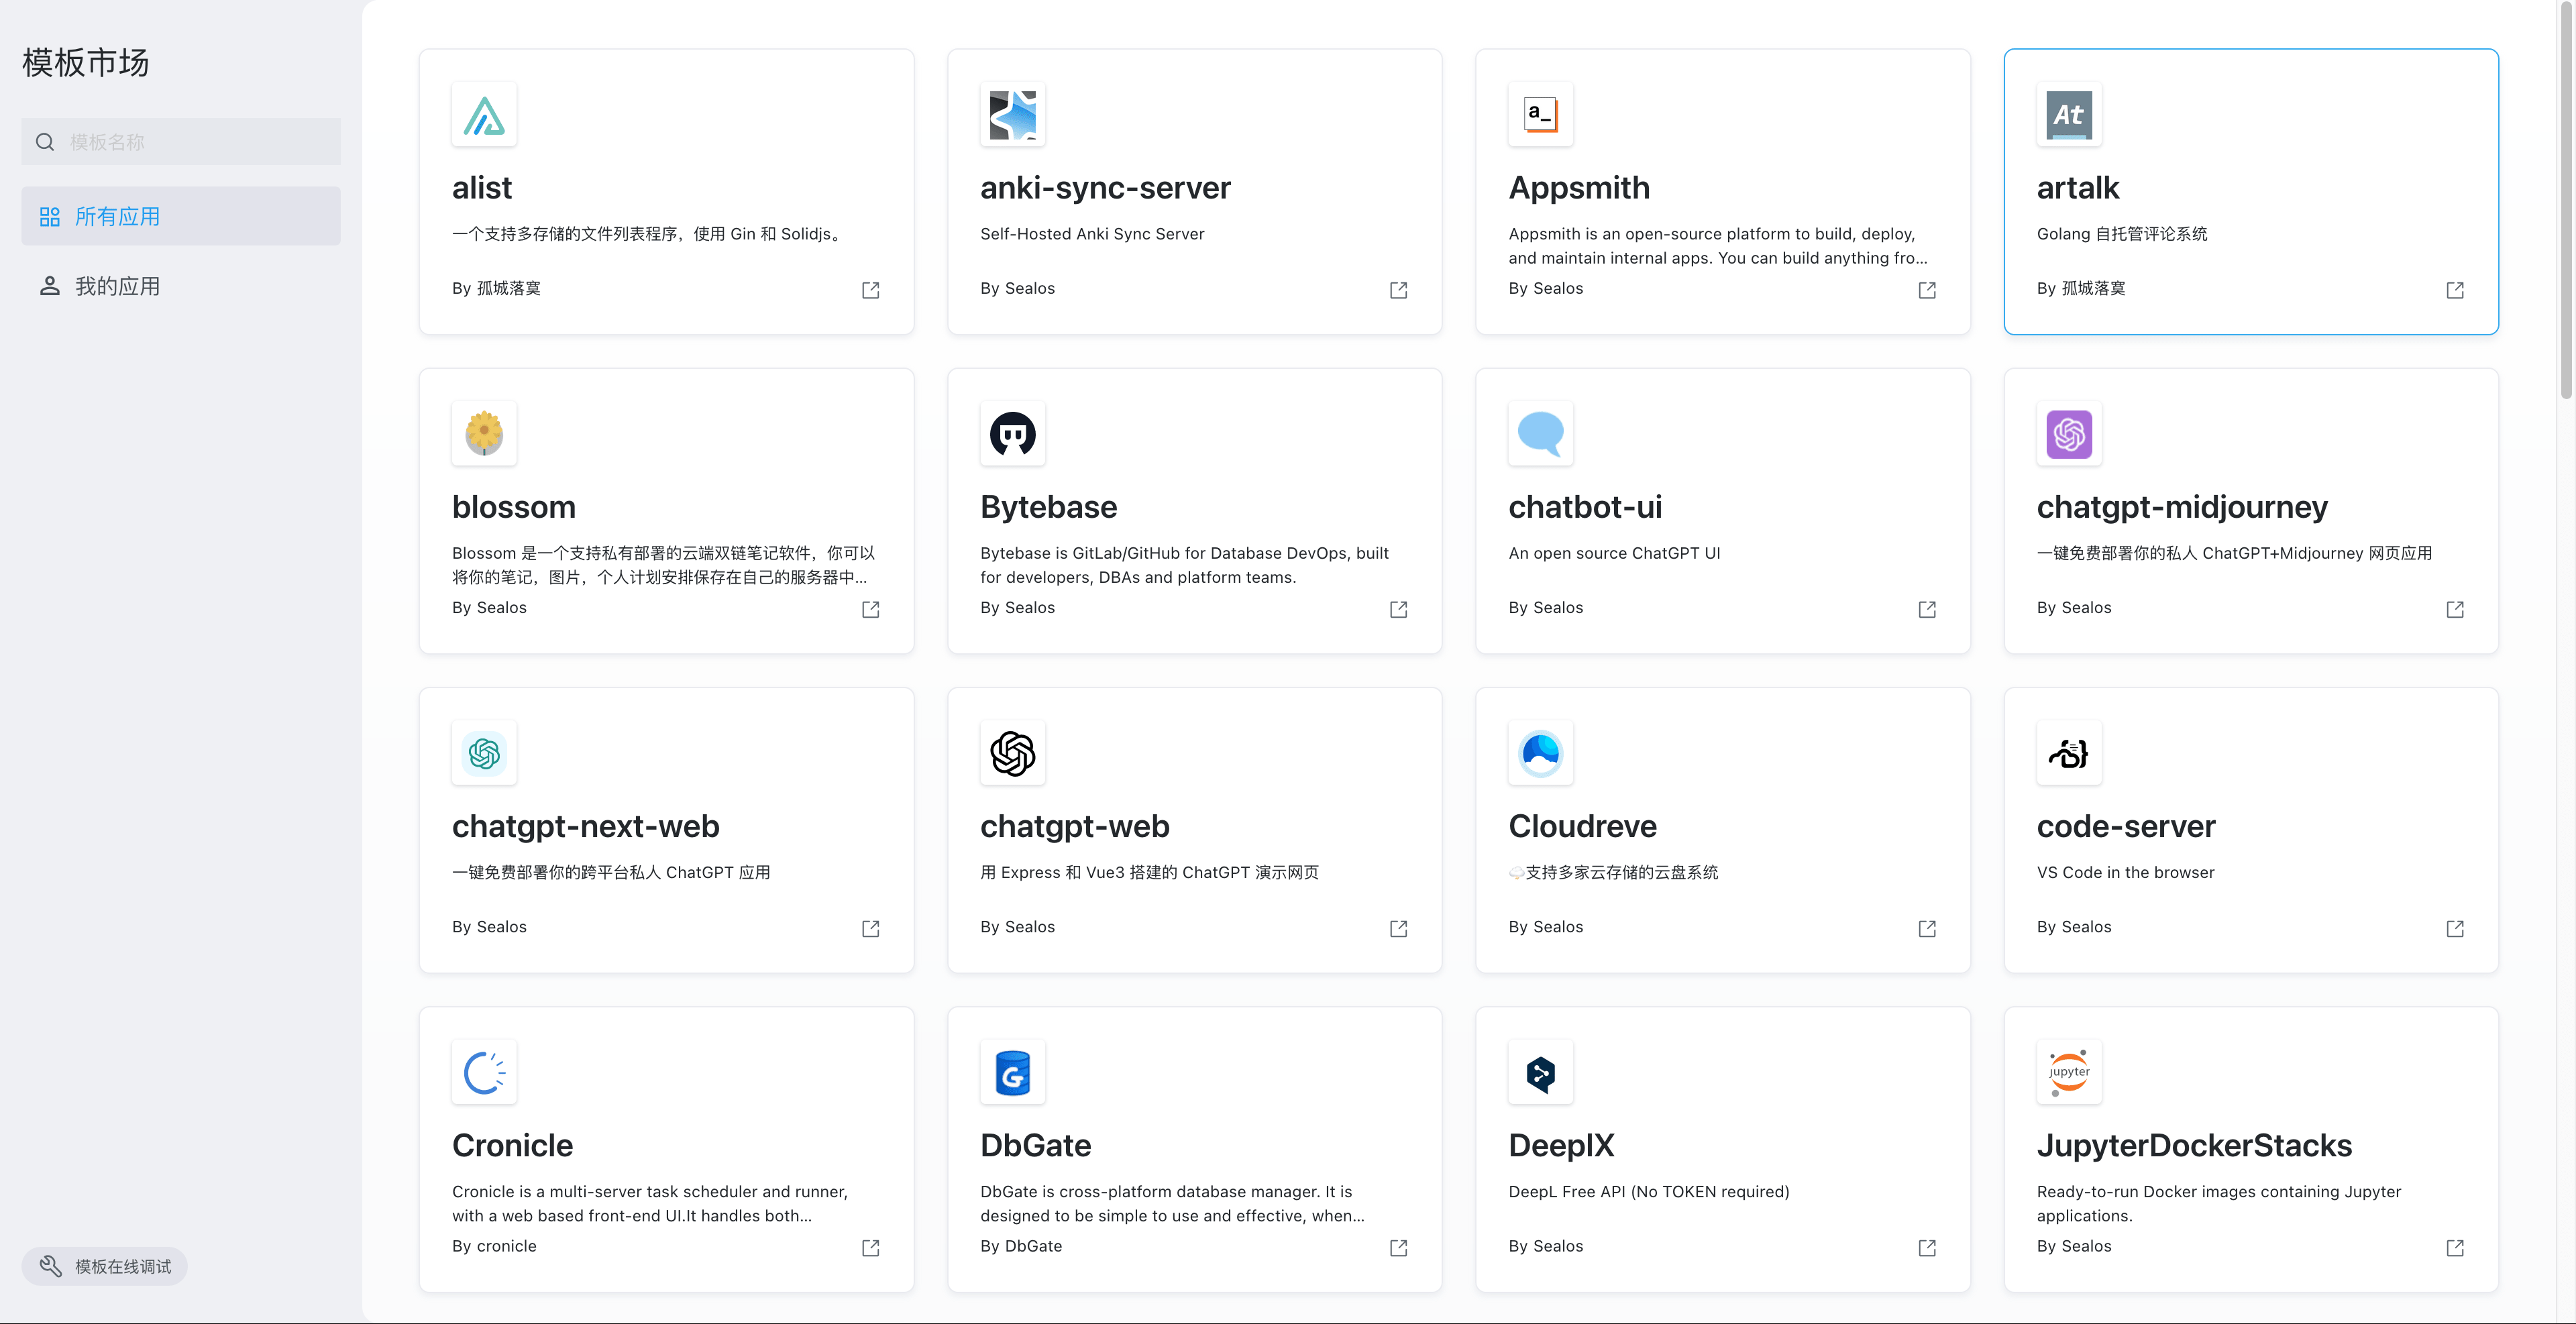 模板市场
模板名称
所有应用
我的应用
模板在线调试
alist
一个支持多存储的文件列表程序，使用 Gin 和 Solidjs。
By 孤城落寞
anki-sync-server
Self-Hosted Anki Sync Server
By Sealos
a_
Appsmith
Appsmith is an open-source platform to build, deploy,
and maintain internal apps. You can build anything fro...
By Sealos
At
artalk
Golang 自托管评论系统
By 孤城落寞
blossom
Blossom 是一个支持私有部署的云端双链笔记软件，你可以
将你的笔记，图片，个人计划安排保存在自己的服务器中...
By Sealos
Bytebase
Bytebase is GitLab/GitHub for Database DevOps, built
for developers, DBAs and platform teams.
By Sealos
chatbot-ui
An open source ChatGPT UI
By Sealos
chatgpt-midjourney
一键免费部署你的私人 ChatGPT+Midjourney 网页应用
By Sealos
chatgpt-next-web
一键免费部署你的跨平台私人 ChatGPT 应用
By Sealos
chatgpt-web
用 Express 和 Vue3 搭建的 ChatGPT 演示网页
By Sealos
Cloudreve
🌩支持多家云存储的云盘系统
By Sealos
code-server
VS Code in the browser
By Sealos
Cronicle
Cronicle is a multi-server task scheduler and runner,
with a web based front-end UI.It handles both...
By cronicle
G
DbGate
DbGate is cross-platform database manager. It is
designed to be simple to use and effective, when...
By DbGate
DeeplX
DeepL Free API (No TOKEN required)
By Sealos
jupyter
JupyterDockerStacks
Ready-to-run Docker images containing Jupyter
applications.
By Sealos